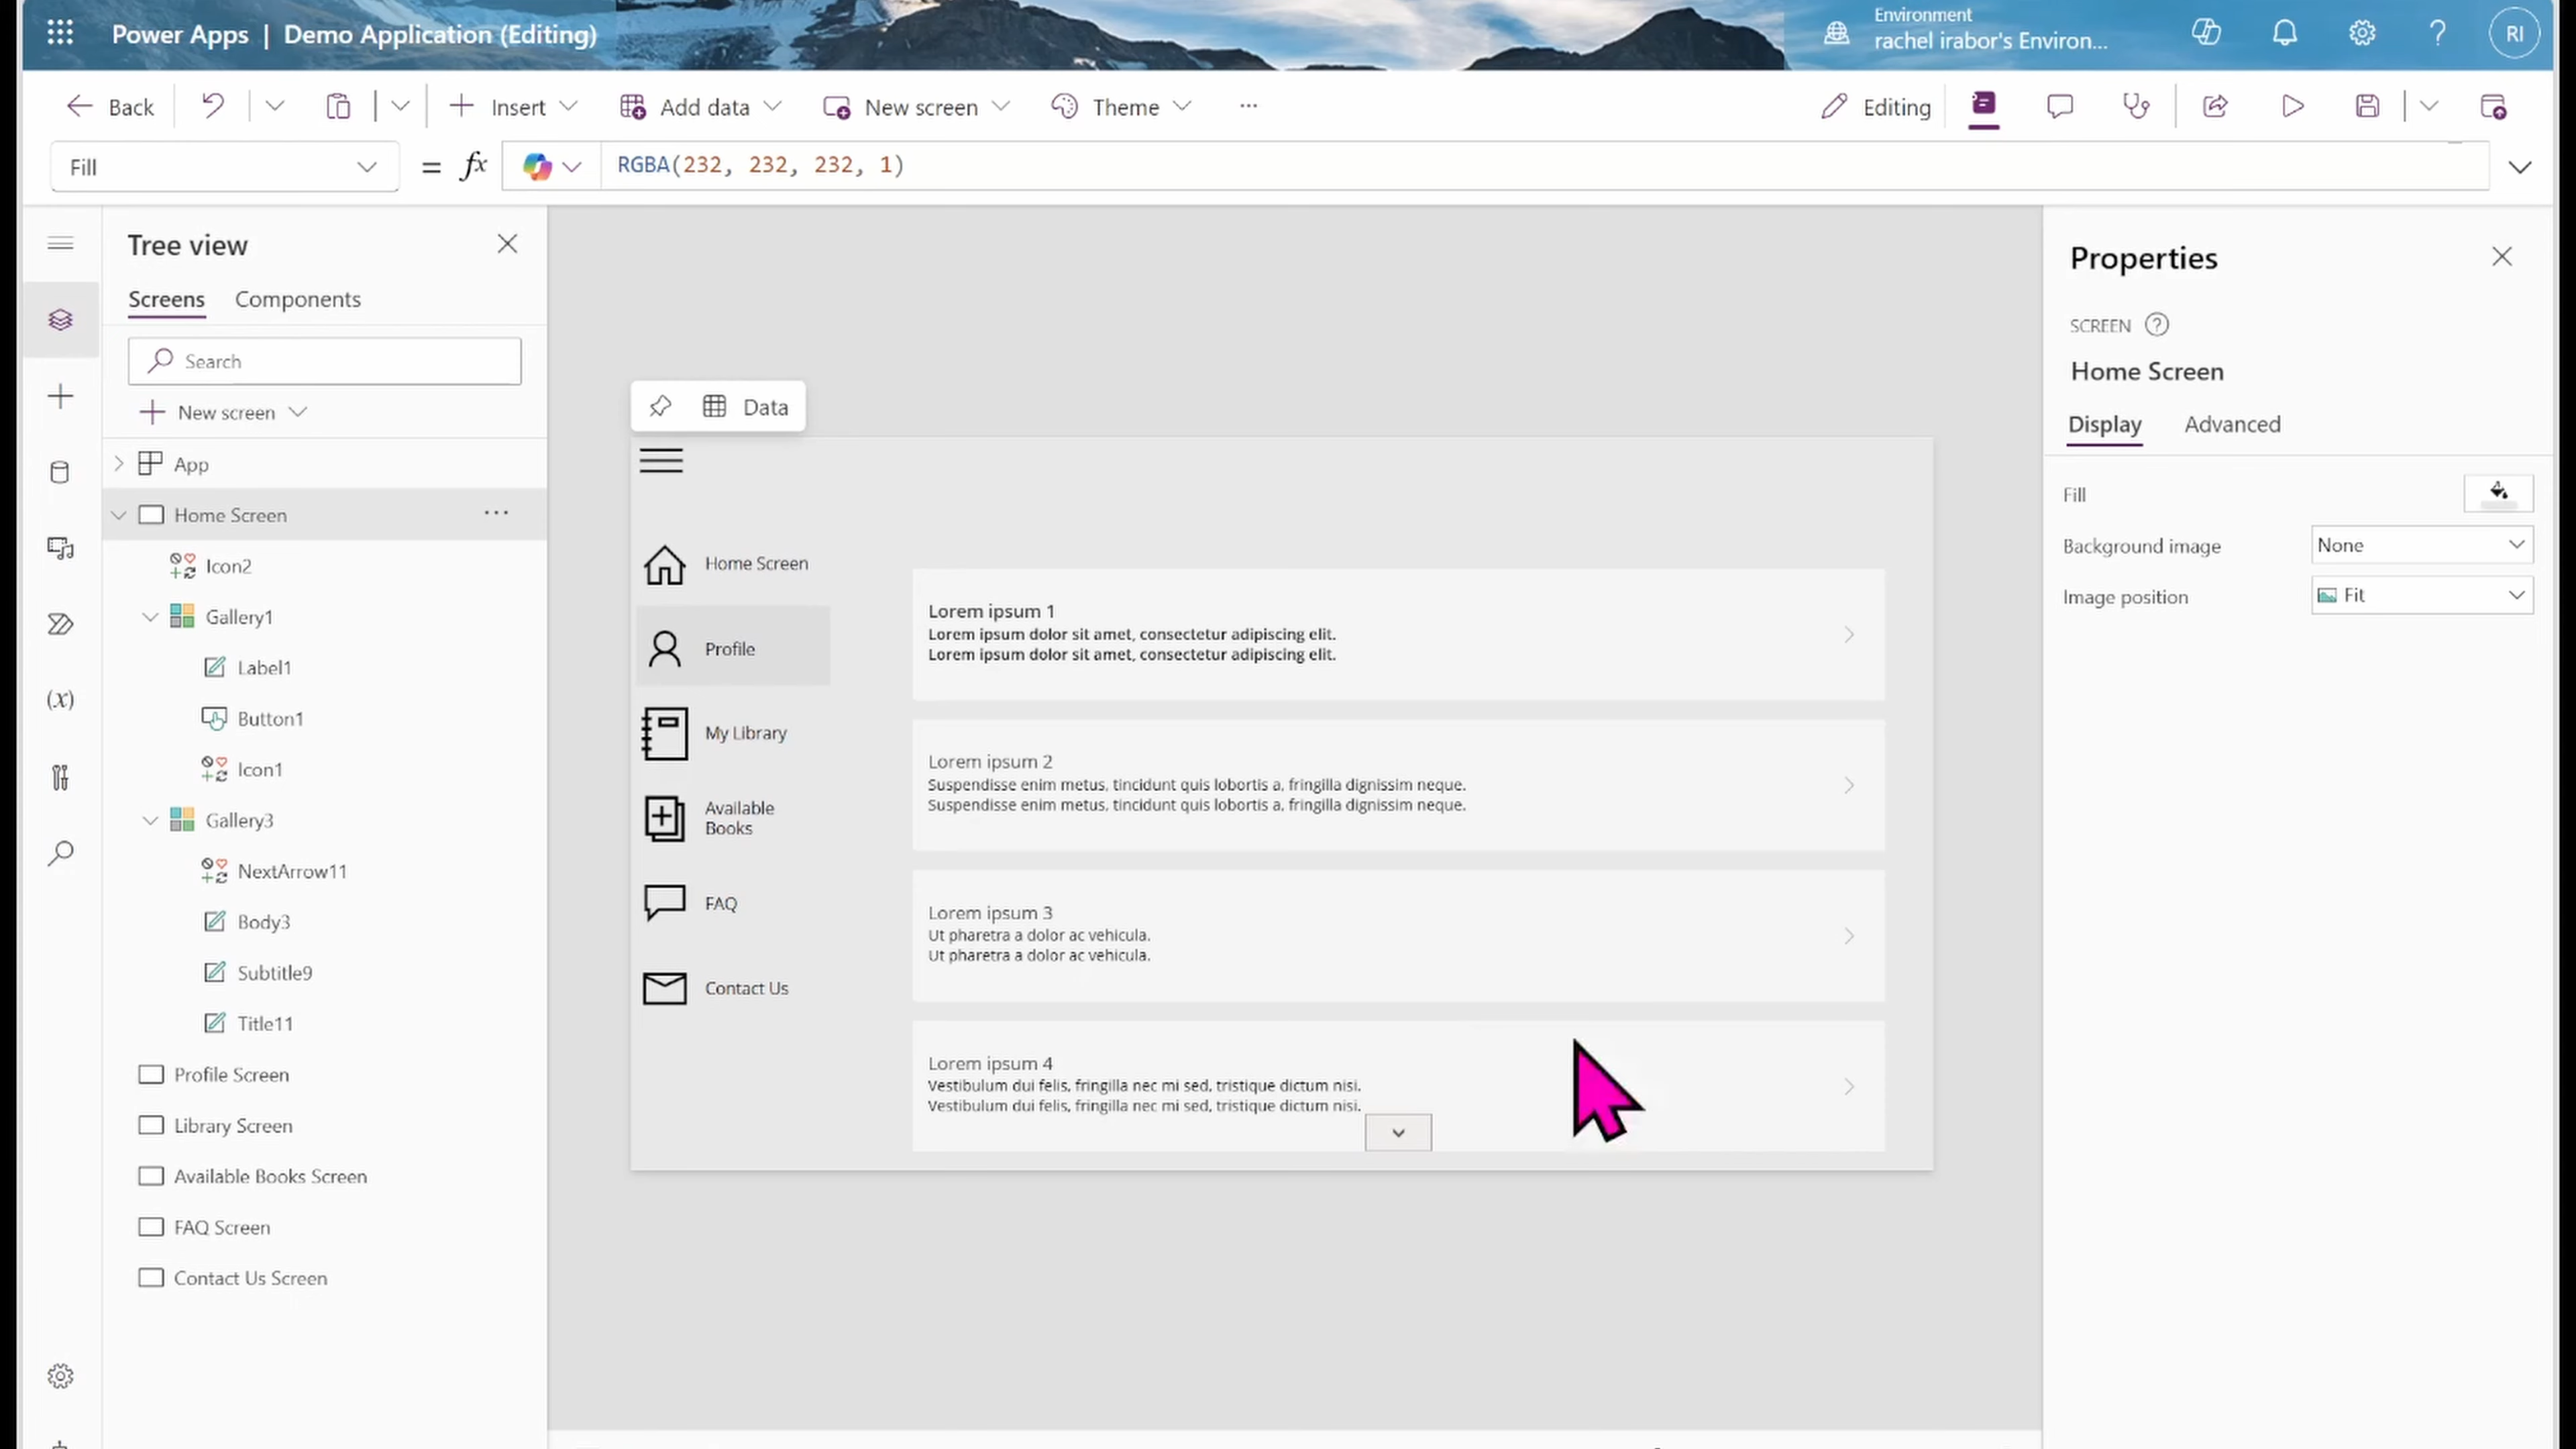 Power Apps | Demo Application (Editing)
Environment
rachel irabor's Environ...
RI
Back
Insert
Add data
New screen
Theme
...
Editing
Fill
= fx
RGBA(232, 232, 232, 1)
Tree view
Screens
Components
Search
New screen
App
Home Screen
...
Icon2
Gallery1
Label1
Button1
Icon1
Gallery3
NextArrow11
Body3
Subtitle9
Title11
Profile Screen
Library Screen
Available Books Screen
FAQ Screen
Contact Us Screen
(x)
Data
Home Screen
Profile
My Library
Available
Books
FAQ
Contact Us
Lorem ipsum 1
Lorem ipsum dolor sit amet, consectetur adipiscing elit.
Lorem ipsum dolor sit amet, consectetur adipiscing elit.
Lorem ipsum 2
Suspendisse enim metus, tincidunt quis lobortis a, fringilla dignissim neque.
Suspendisse enim metus, tincidunt quis lobortis a, fringilla dignissim neque.
Lorem ipsum 3
Ut pharetra a dolor ac vehicula.
Ut pharetra a dolor ac vehicula.
Lorem ipsum 4
Vestibulum dui felis, fringilla nec mi sed, tristique dictum nisi.
Vestibulum dui felis, fringilla nec mi sed, tristique dictum nisi.
Properties
SCREEN
Home Screen
Display
Advanced
Fill
Background image
None
Image position
Fit